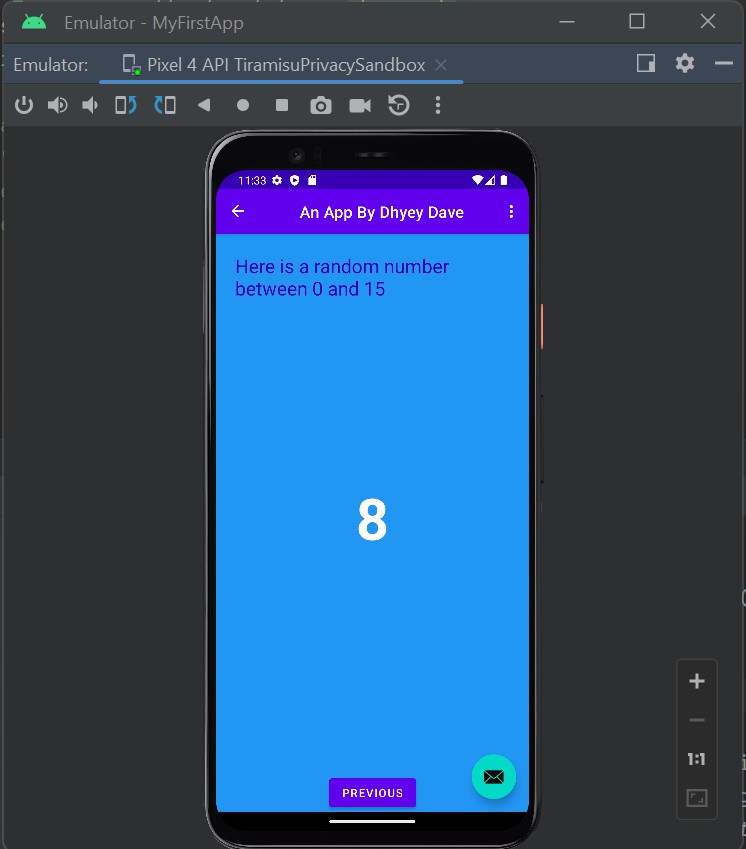 Emulator - MyFirstApp
Emulator: Pixel 4 API TiramisuPrivacySandbox
11:33
An App By Dhyey Dave
Here is a random number
between 0 and 15
8
1:1
PREVIOUS